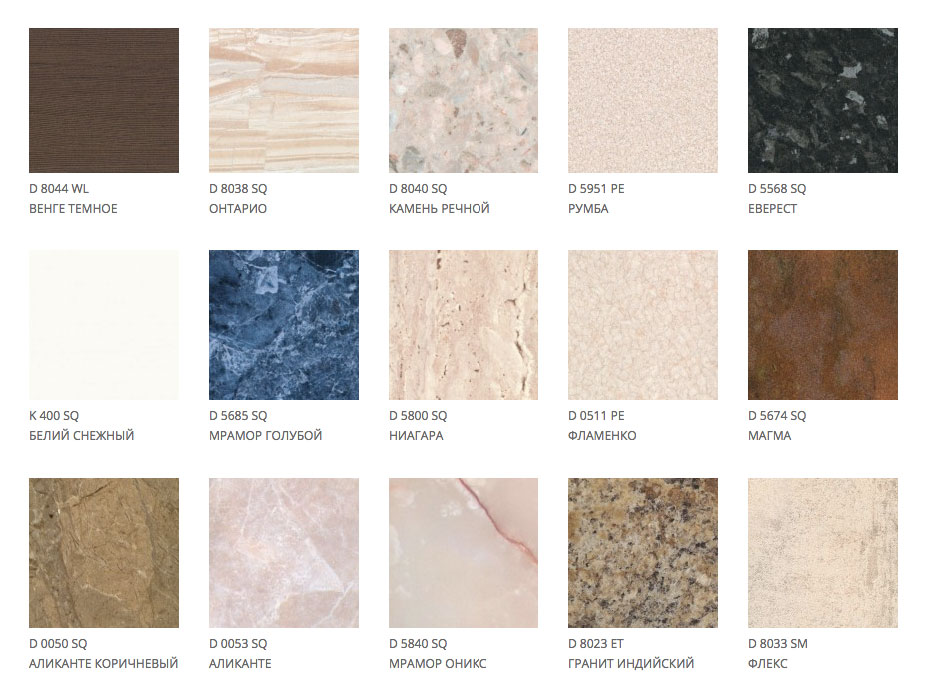 D 8044 WL
ВЕНГЕ ТЕМНОЕ
D 8038 SQ
ОНТАРИО
D 8040 SQ
КАМЕНЬ РЕЧНОЙ
D 5951 PE
РУМБА
D 5568 SQ
ЕВЕРЕСТ
K 400 SQ
БЕЛИЙ СНЕЖНЫЙ
D 5685 SQ
МРАМОР ГОЛУБОЙ
D 5800 SQ
НИАГАРА
D 0511 PE
ФЛАМЕНКО
D 5674 SQ
МАГМА
D 0050 SQ
АЛИКАНТЕ КОРИЧНЕВЫЙ
D 0053 SQ
АЛИКАНТЕ
D 5840 SQ
МРАМОР ОНИКС
D 8023 ET
ГРАНИТ ИНДИЙСКИЙ
D 8033 SM
ФЛЕКС